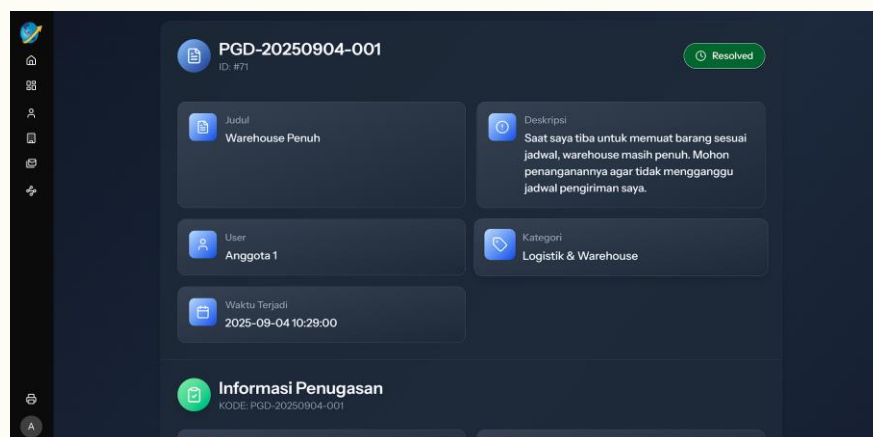 PGD-20250904-001
ID: #71
Resolved
Judul
Warehouse Penuh
Deskripsi
Saat saya tiba untuk memuat barang sesuai
jadwal, warehouse masih penuh. Mohon
penanganannya agar tidak mengganggu
jadwal pengiriman saya.
User
Anggota 1
Kategori
Logistik & Warehouse
Waktu Terjadi
2025-09-04 10:29:00
Informasi Penugasan
KODE: PGD-20250904-001
A